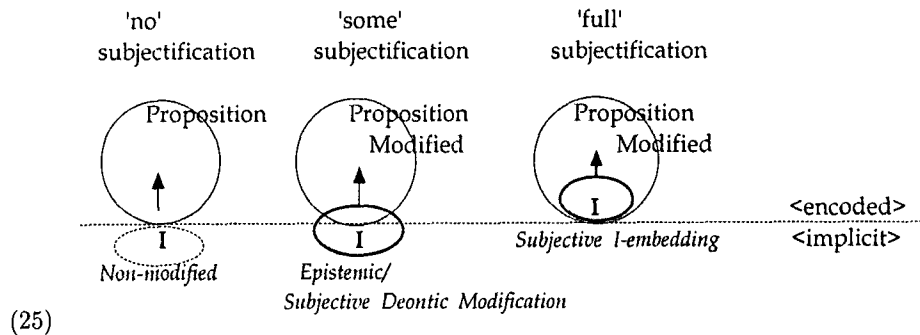 'no' 'some' 'full'
subjectification subjectification subjectification
Proposition Proposition Proposition
Modified Modified
I
<encoded>
I I Subjective I-embedding <implicit>
Non-modified Epistemic/
Subjective Deontic Modification
(25)